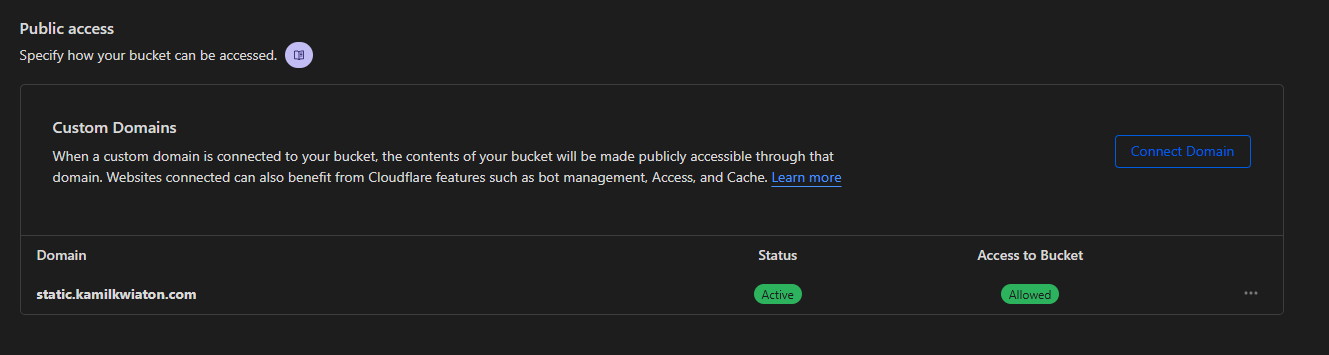 Public access
Specify how your bucket can be accessed.
Custom Domains
When a custom domain is connected to your bucket, the contents of your bucket will be made publicly accessible through that
domain. Websites connected can also benefit from Cloudflare features such as bot management, Access, and Cache. Learn more
Connect Domain
Domain Status Access to Bucket
static.kamilkwiaton.com Active Allowed